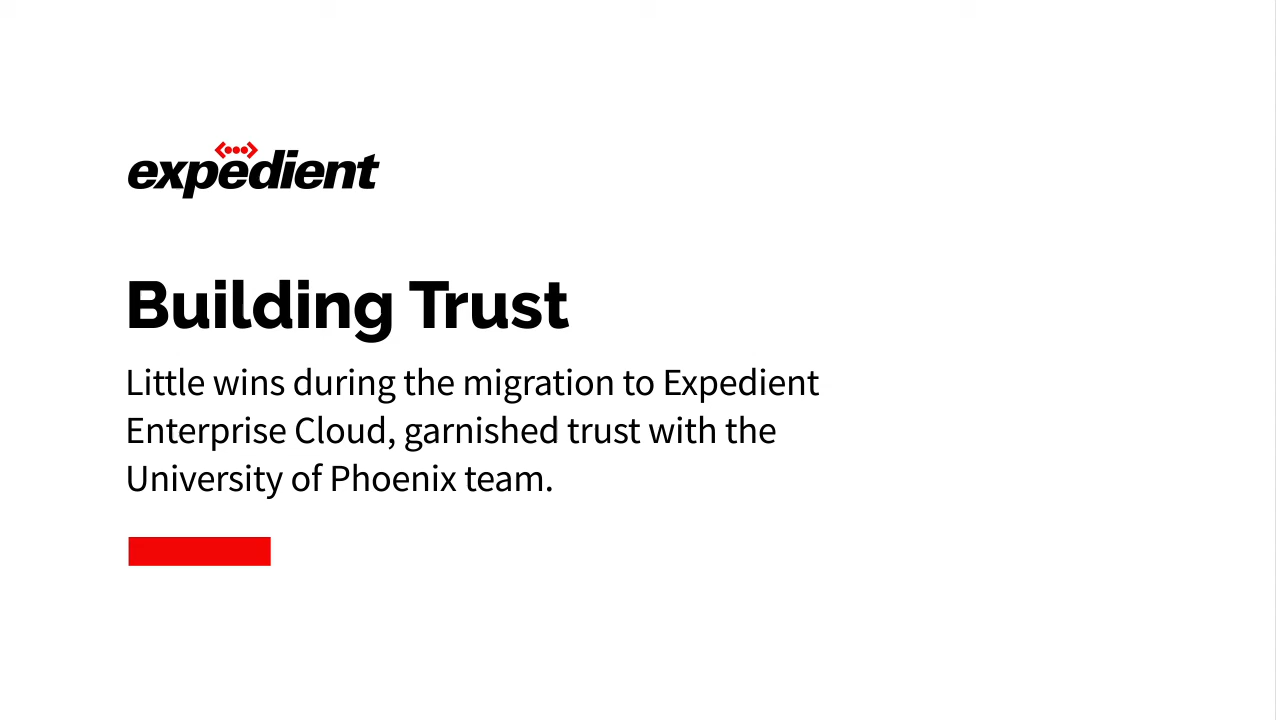 expedient
Building Trust
Little wins during the migration to Expedient
Enterprise Cloud, garnished trust with the
University of Phoenix team.